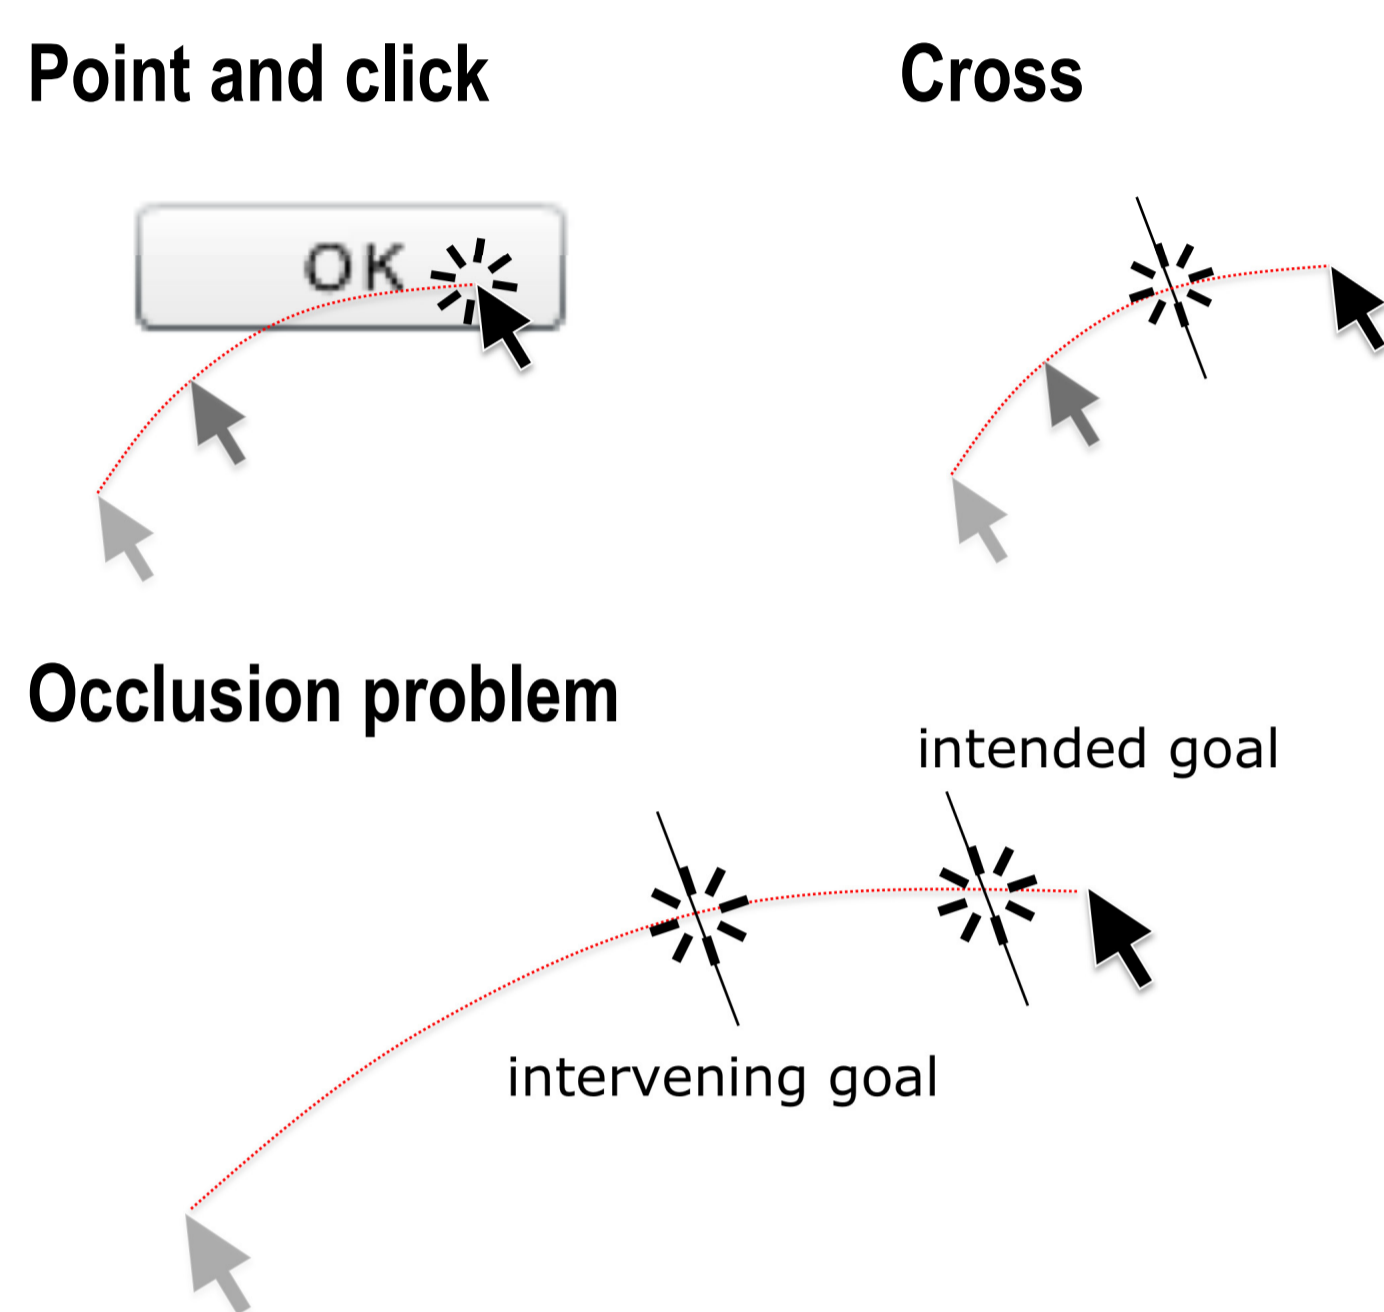 Point and click
Cross
OK
Occlusion problem
intended goal
intervening goal